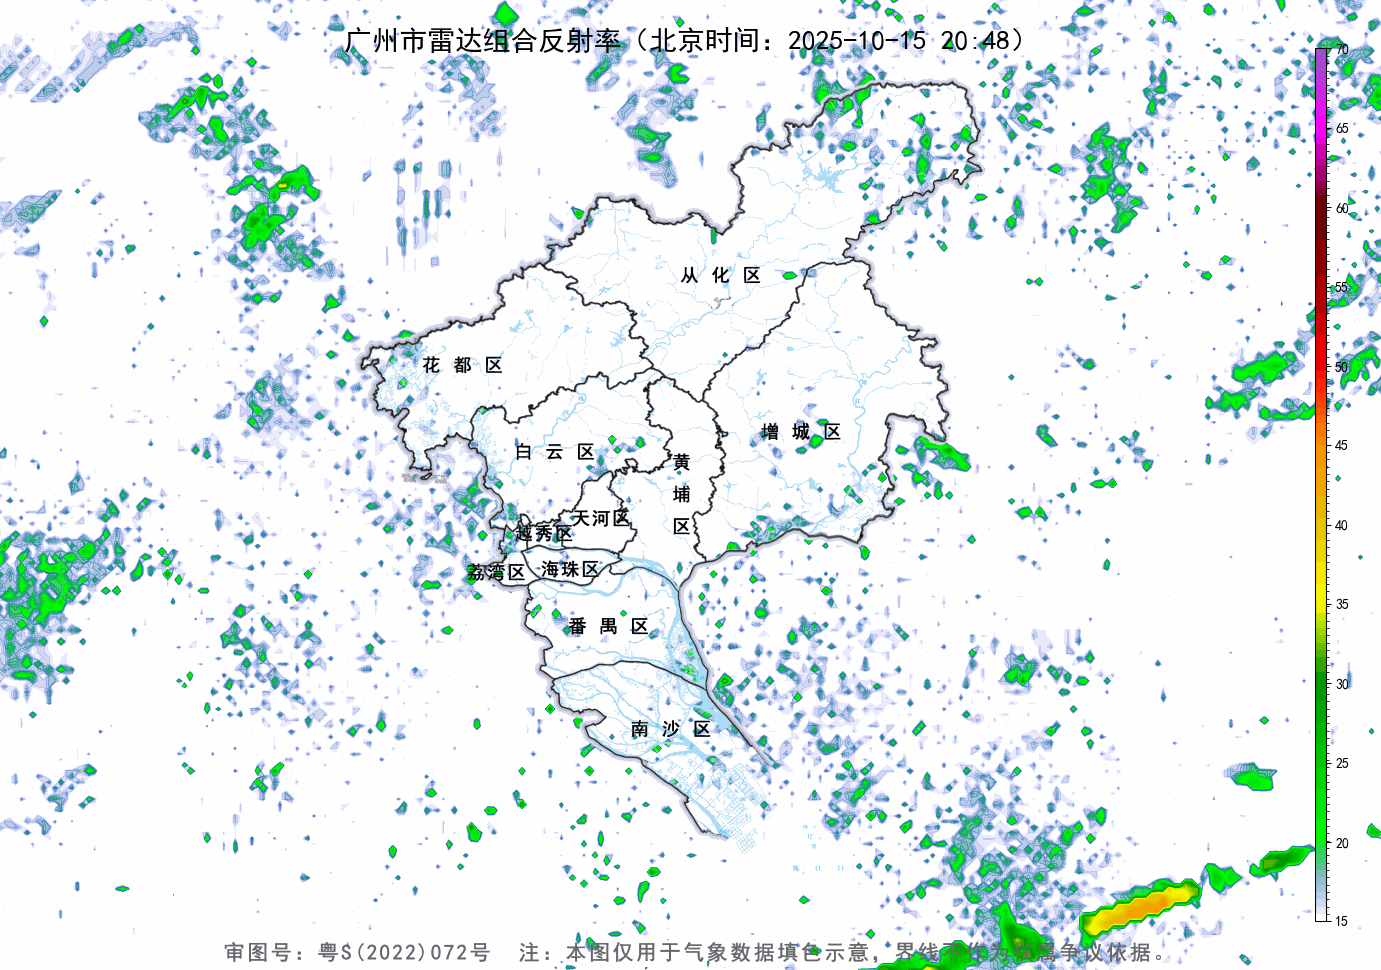 广州市雷达组合反射率（北京时间：2025-10-15 20:48）
70
65
60
55
50
45
40
35
30
25
20
15
从化区
花都区
增城区
白云区
黄埔区
天河区
越秀区
荔湾区
海珠区
番禺区
南沙区
审图号：粤S(2022)072号 注：本图仅用于气象数据填色示意，界线不作为权属争议依据。